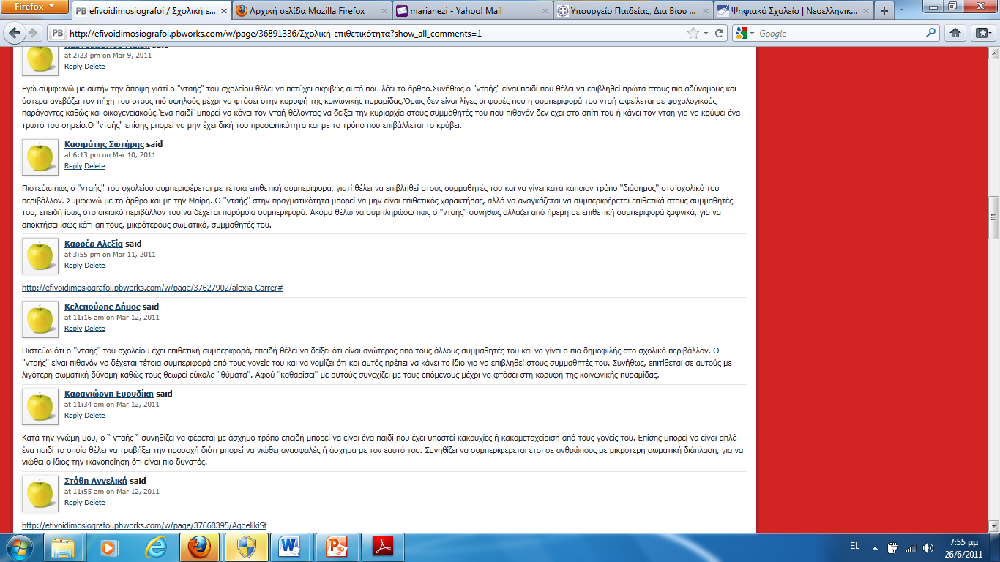 Firefox
efivoidimosiografoi / Σχολική ε...
Αρχική σελίδα Mozilla Firefox
marianezi - Yahoo! Mail
Υπουργείο Παιδείας, Δια Βίου ...
Ψηφιακό Σχολείο | Νεοελληνικ...
http://efivoidimosiografoi.pbworks.com/w/page/36891336/Σχολική-επιθετικότητα?show_all_comments=1
Google
at 2:23 pm on Mar 9, 2011
Reply Delete
Εγώ συμφωνώ με αυτήν την άποψη γιατί ο "νταής" του σχολείου θέλει να πετύχει ακριβώς αυτό που λέει το άρθρο.Συνήθως ο "νταής" είναι παιδί που θέλει να επιβληθεί πρώτα στους πιο αδύναμους και
ύστερα ανεβάζει τον πήχη του στους πιό υψηλούς μέχρι να φτάσει στην κορυφή της κοινωνικής πυραμίδας.Όμως δεν είναι λίγες οι φορές που η συμπεριφορά του νταή ωφείλεται σε ψυχολογικούς
παράγοντες καθώς και οικογενειακούς.Ένα παιδί΄μπορεί να κάνει τον νταή θέλοντας να δείξει την κυριαρχία στους συμμαθητές του που πιθανόν δεν έχει στο σπίτι του ή κάνει τον νταή για να κρύψει ένα
τρωτό του σημείο.Ο "νταής" επίσης μπορεί να μην έχει δική του προσωπικότητα και με το τρόπο που επιβάλλεται το κρύβει.
Κασιμάτης Σωτήρης said
at 6:13 pm on Mar 10, 2011
Reply Delete
Πιστεύω πως ο "νταής" του σχολείου συμπεριφέρεται με τέτοια επιθετική συμπεριφορά, γιατί θέλει να επιβληθεί στους συμμαθητές του και να γίνει κατά κάποιον τρόπο "διάσημος" στο σχολικό του
περιβάλλον. Συμφωνώ με το άρθρο και με την Μαίρη. Ο "νταής" στην πραγματικότητα μπορεί να μην είναι επιθετικός χαρακτήρας, αλλά να αναγκάζεται να συμπεριφέρεται επιθετικά στους συμμαθητές
του, επειδή ίσως στο οικιακό περιβάλλον του να δέχεται παρόμοια συμπεριφορά. Ακόμα θέλω να συμπληρώσω πως ο "νταής" συνήθως αλλάζει από ήρεμη σε επιθετική συμπεριφορά ξαφνικά, για να
αποκτήσει ίσως κάτι απ'τους, μικρότερους σωματικά, συμμαθητές του.
Καρρέρ Αλεξία said
at 3:55 pm on Mar 11, 2011
Reply Delete
http://efivoidimosiografoi.pbworks.com/w/page/37627902/alexia-Carrer#
Κελεπούρης Δήμος said
at 11:16 am on Mar 12, 2011
Reply Delete
Πιστεύω ότι ο "νταής" του σχολείου έχει επιθετική συμπεριφορά, επειδή θέλει να δείξει ότι είναι ανώτερος από τους άλλους συμμαθητές του και να γίνει ο πιο δημοφιλής στο σχολικό περιβάλλον. Ο
"νταής" είναι πιθανόν να δέχεται τέτοια συμπεριφορά από τους γονείς του και να νομίζει ότι και αυτός πρέπει να κάνει το ίδιο για να επιβληθεί στους συμμαθητές του. Συνήθως, επιτίθεται σε αυτούς με
λιγότερη σωματική δύναμη καθώς τους θεωρεί εύκολα "θύματα". Αφού "καθαρίσει" με αυτούς συνεχίζει με τους επόμενους μέχρι να φτάσει στη κορυφή της κοινωνικής πυραμίδας.
Καραγιώργη Ευρυδίκη said
at 11:34 am on Mar 12, 2011
Reply Delete
Κατά την γνώμη μου, ο “ νταής “ συνηθίζει να φέρεται με άσχημο τρόπο επειδή μπορεί να είναι ένα παιδί που έχει υποστεί κακουχίες ή κακομεταχείριση από τους γονείς του. Επίσης μπορεί να είναι απλά
ένα παιδί το οποίο θέλει να τραβήξει την προσοχή διότι μπορεί να νιώθει ανασφαλές ή άσχημα με τον εαυτό του. Συνηθίζει να συμπεριφέρεται έτσι σε ανθρώπους με μικρότερη σωματική διάπλαση, για να
νιώθει ο ίδιος την ικανοποίηση ότι είναι πιο δυνατός.
Στάθη Αγγελική said
at 11:55 am on Mar 12, 2011
Reply Delete
http://efivoidimosiografoi.pbworks.com/w/page/37668395/AggelikiSt
EL
7:55 μμ
26/6/2011